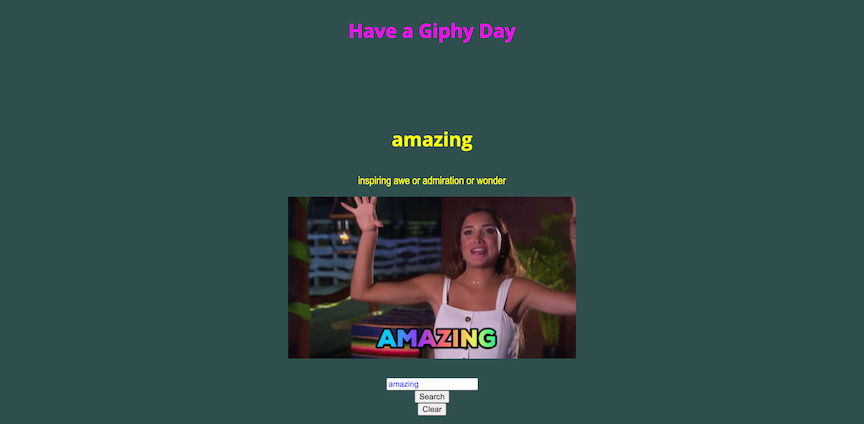 Have a Giphy Day
amazing
inspiring awe or admiration or wonder
AMAZING
amazing
Search
Clear